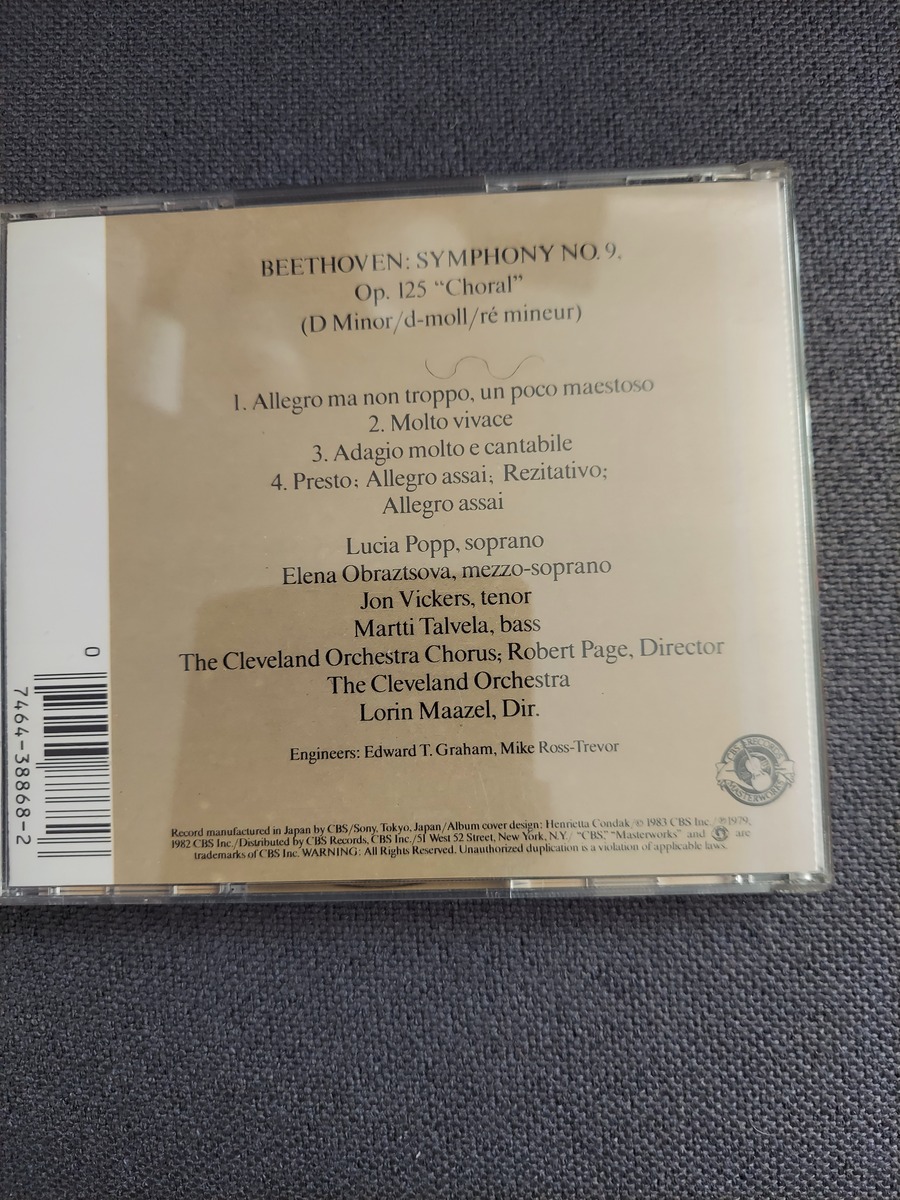 BEETHOVEN: SYMPHONY NO. 9,
Op. 125 “Choral”
(D Minor/d-moll/ré mineur)
1. Allegro ma non troppo, un poco maestoso
2. Molto vivace
3. Adagio molto e cantabile
4. Presto; Allegro assai; Rezitativo;
Allegro assai
Lucia Popp, soprano
Elena Obraztsova, mezzo-soprano
Jon Vickers, tenor
Martti Talvela, bass
The Cleveland Orchestra Chorus; Robert Page, Director
The Cleveland Orchestra
Lorin Maazel, Dir.
Engineers: Edward T. Graham, Mike Ross-Trevor
CBS RECORDS MASTERWORKS
Record manufactured in Japan by CBS/Sony, Tokyo, Japan/Album cover design: Henrietta Condak/© 1983 CBS Inc./℗1979,
1982 CBS Inc./Distributed by CBS Records, CBS Inc./51 West 52 Street, New York, N.Y./ “CBS,” “Masterworks” and are
trademarks of CBS Inc. WARNING: All Rights Reserved. Unauthorized duplication is a violation of applicable laws.
0
7464-38868-2